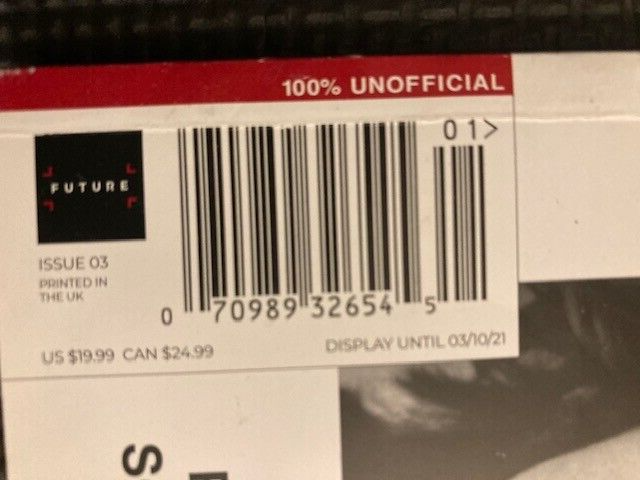 100% UNOFFICIAL
01>
FUTURE
ISSUE 03
PRINTED IN
THE UK
0 70989 32654 5
US $19.99 CAN $24.99
DISPLAY UNTIL 03/10/21
S